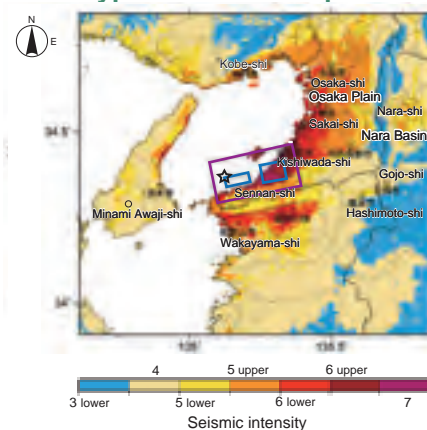 N
E
Kobe-shi
Osaka-shi
Osaka Plain
Nara-shi
Sakai-shi
34.5°
Nara Basin
Kishiwada-shi
Gojo-shi
Sennan-shi
Minami Awaji-shi
Hashimoto-shi
Wakayama-shi
34°
135°
135.5°
4 5 upper 6 upper
3 lower 5 lower 6 lower 7
Seismic intensity